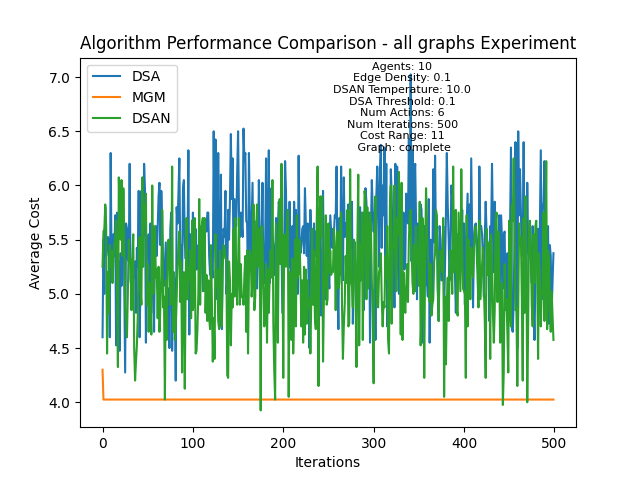 Algorithm Performance Comparison - all graphs Experiment
DSA
MGM
DSAN
Agents: 10
Edge Density: 0.1
DSAN Temperature: 10.0
DSA Threshold: 0.1
Num Actions: 6
Num Iterations: 500
Cost Range: 11
Graph: complete
Average Cost
7.0
6.5
6.0
5.5
5.0
4.5
4.0
0 100 200 300 400 500
Iterations